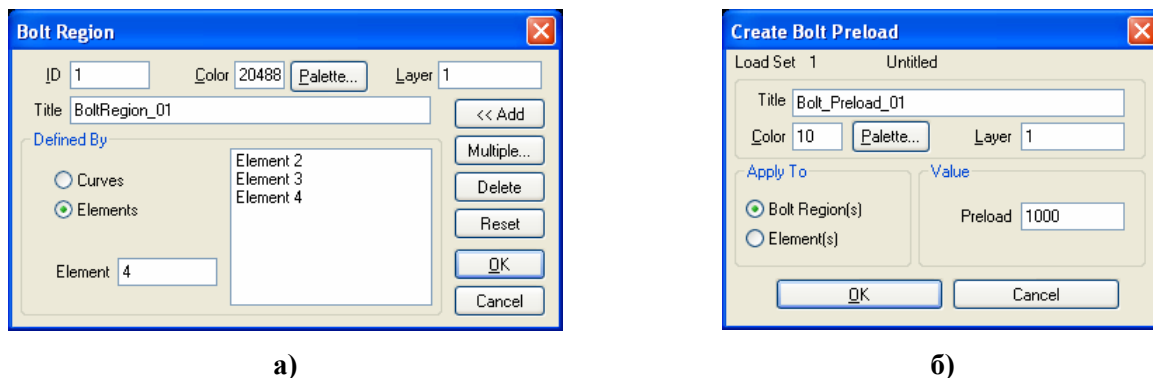 Bolt Region
ID 1 Color 20488 Palette... Layer 1
Title BoltRegion_01 << Add
Defined By
Curves
Elements
Element 4
Element 2
Element 3
Element 4
Multiple...
Delete
Reset
OK
Cancel
а)
Create Bolt Preload
Load Set 1 Untitled
Title Bolt_Preload_01
Color 10 Palette... Layer 1
Apply To
Bolt Region(s)
Element(s)
Value
Preload 1000
OK Cancel
б)